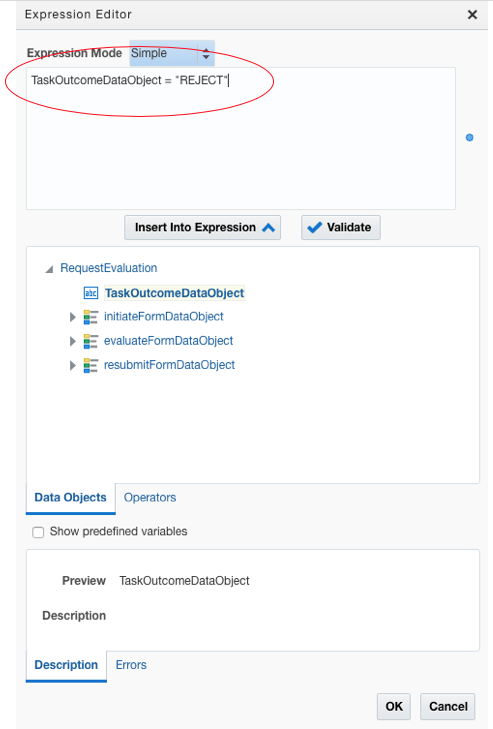 Expression Editor
Expression Mode Simple
TaskOutcomeDataObject = "REJECT"
Insert Into Expression Validate
RequestEvaluation
abc TaskOutcomeDataObject
initiateFormDataObject
evaluateFormDataObject
resubmitFormDataObject
Data Objects Operators
Show predefined variables
Preview TaskOutcomeDataObject
Description
Description Errors
OK Cancel